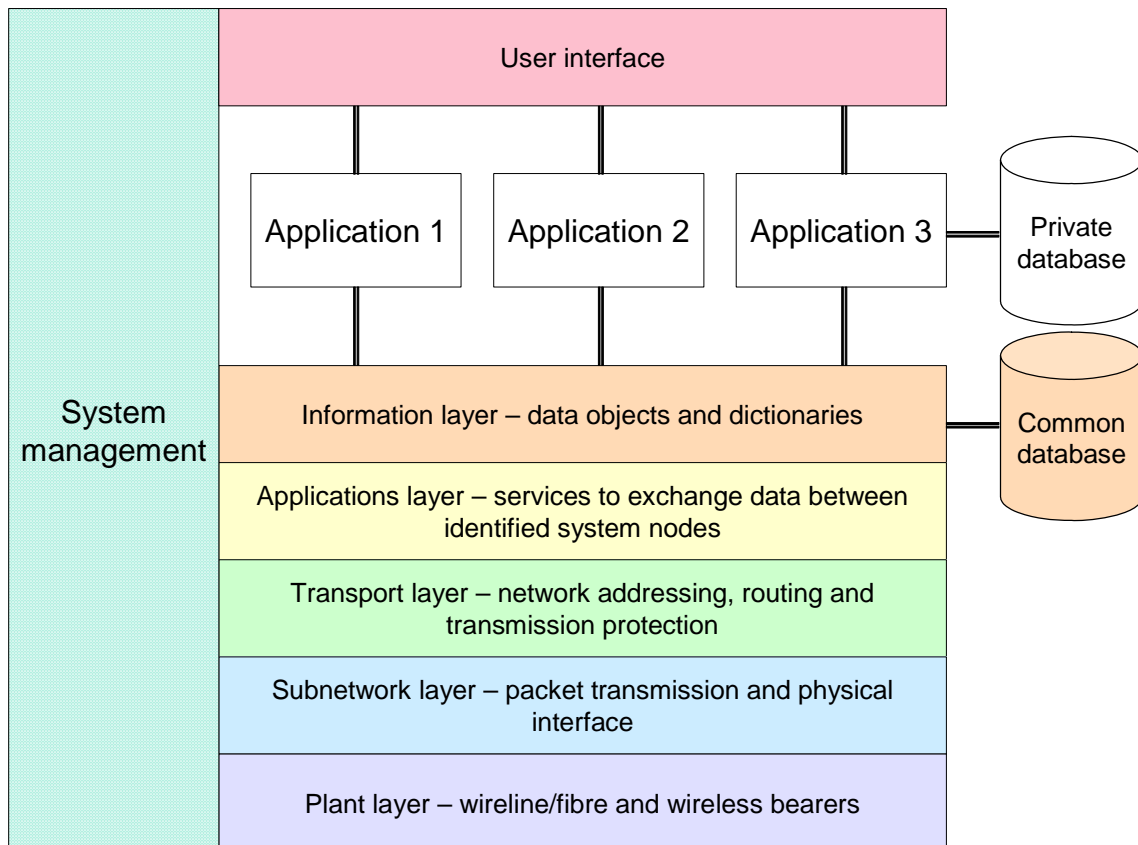 User interface
Application 1
Application 2
Application 3
Private
database
System
management
Information layer – data objects and dictionaries
Common
database
Applications layer – services to exchange data between
identified system nodes
Transport layer – network addressing, routing and
transmission protection
Subnetwork layer – packet transmission and physical
interface
Plant layer – wireline/fibre and wireless bearers